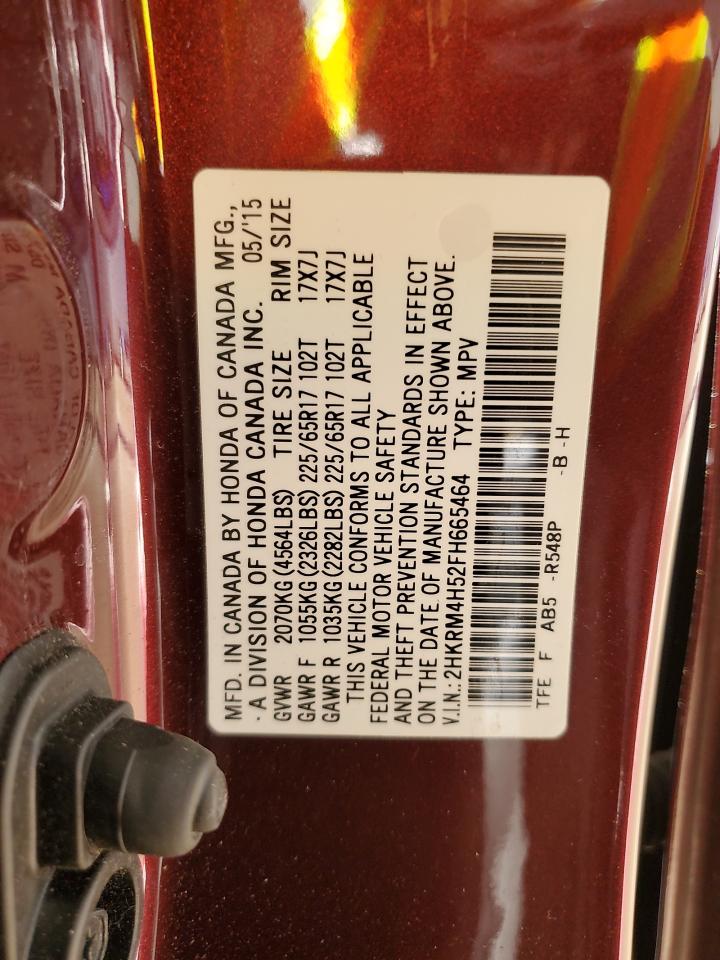 MFD. IN CANADA BY HONDA OF CANADA MFG.,
- A DIVISION OF HONDA CANADA INC. 05/'15
GVWR 2070KG (4564LBS) TIRE SIZE RIM SIZE
GAWR F 1055KG (2326LBS) 225/65R17 102T 17X7J
GAWR R 1035KG (2282LBS) 225/65R17 102T 17X7J
THIS VEHICLE CONFORMS TO ALL APPLICABLE
FEDERAL MOTOR VEHICLE SAFETY
AND THEFT PREVENTION STANDARDS IN EFFECT
ON THE DATE OF MANUFACTURE SHOWN ABOVE.
V.I.N.: 2HKRM4H52FH665464 TYPE: MPV
TFE F AB5 -R548P -B -H